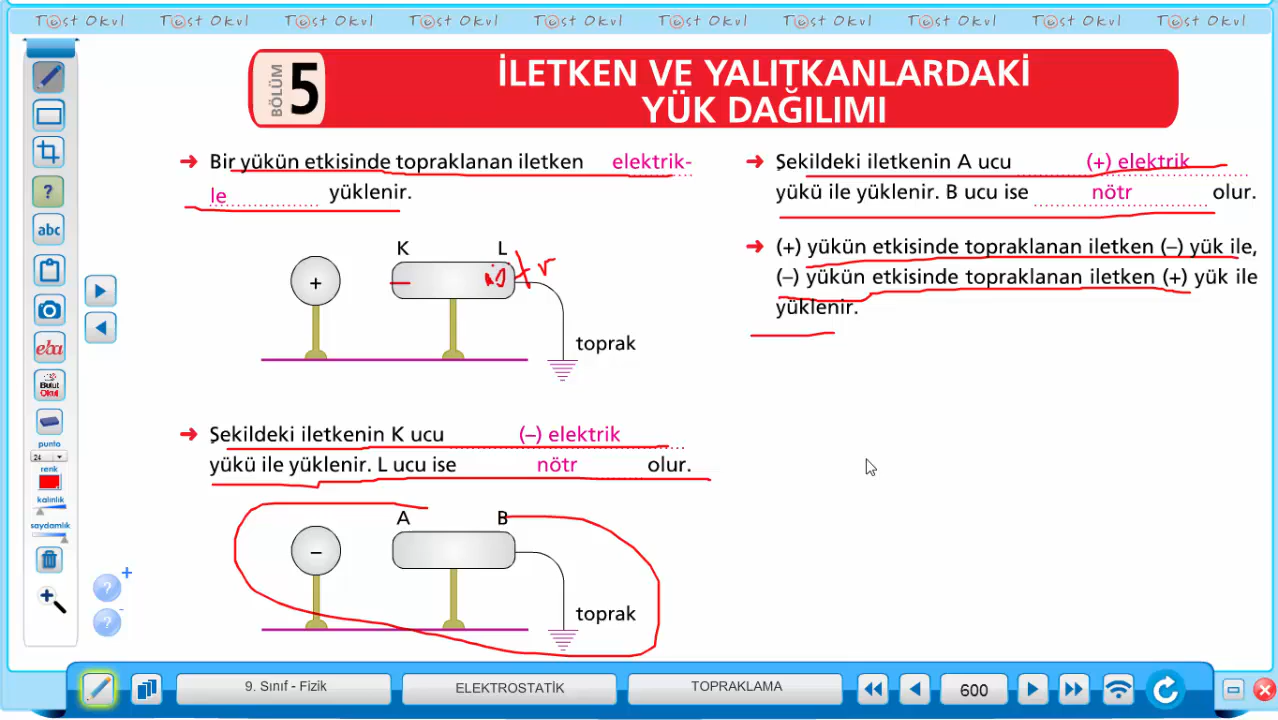 Test Okul Test Okul Test Okul Test Okul Test Okul Test Okul Test Okul Test Okul Test Okul Test Okul
BÖLÜM 5
İLETKEN VE YALITKANLARDAKİ
YÜK DAĞILIMI
➜ Bir yükün etkisinde topraklanan iletken elektrik-
le yüklenir.
K L
+
toprak
➜ Şekildeki iletkenin K ucu (–) elektrik
yükü ile yüklenir. L ucu ise nötr olur.
A B
–
toprak
➜ Şekildeki iletkenin A ucu (+) elektrik
yükü ile yüklenir. B ucu ise nötr olur.
➜ (+) yükün etkisinde topraklanan iletken (–) yük ile,
(–) yükün etkisinde topraklanan iletken (+) yük ile
yüklenir.
?
abc
eba
Bulut
Okul
punto
24
renk
kalınlık
saydamlık
? +
? -
9. Sınıf - Fizik
ELEKTROSTATİK
TOPRAKLAMA
600